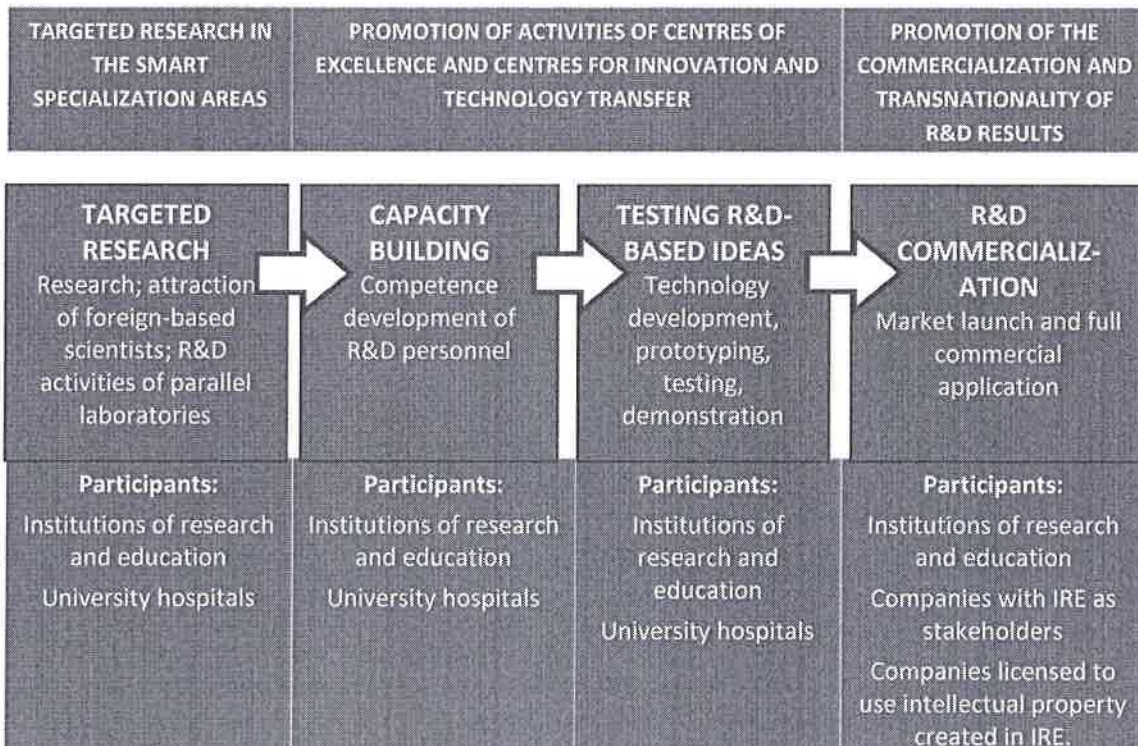 TARGETED RESEARCH IN
THE SMART
SPECIALIZATION AREAS
PROMOTION OF ACTIVITIES OF CENTRES OF
EXCELLENCE AND CENTRES FOR INNOVATION AND
TECHNOLOGY TRANSFER
PROMOTION OF THE
COMMERCIALIZATION AND
TRANSNATIONALITY OF
R&D RESULTS
TARGETED
RESEARCH
Research; attraction
of foreign-based
scientists; R&D
activities of parallel
laboratories
CAPACITY
BUILDING
Competence
development of
R&D personnel
TESTING R&D-
BASED IDEAS
Technology
development,
prototyping,
testing,
demonstration
R&D
COMMERCIALIZ-
ATION
Market launch and full
commercial
application
Participants:
Institutions of research
and education
University hospitals
Participants:
Institutions of research
and education
University hospitals
Participants:
Institutions of
research and
education
University hospitals
Participants:
Institutions of research
and education
Companies with IRE as
stakeholders
Companies licensed to
use intellectual property
created in IRE.